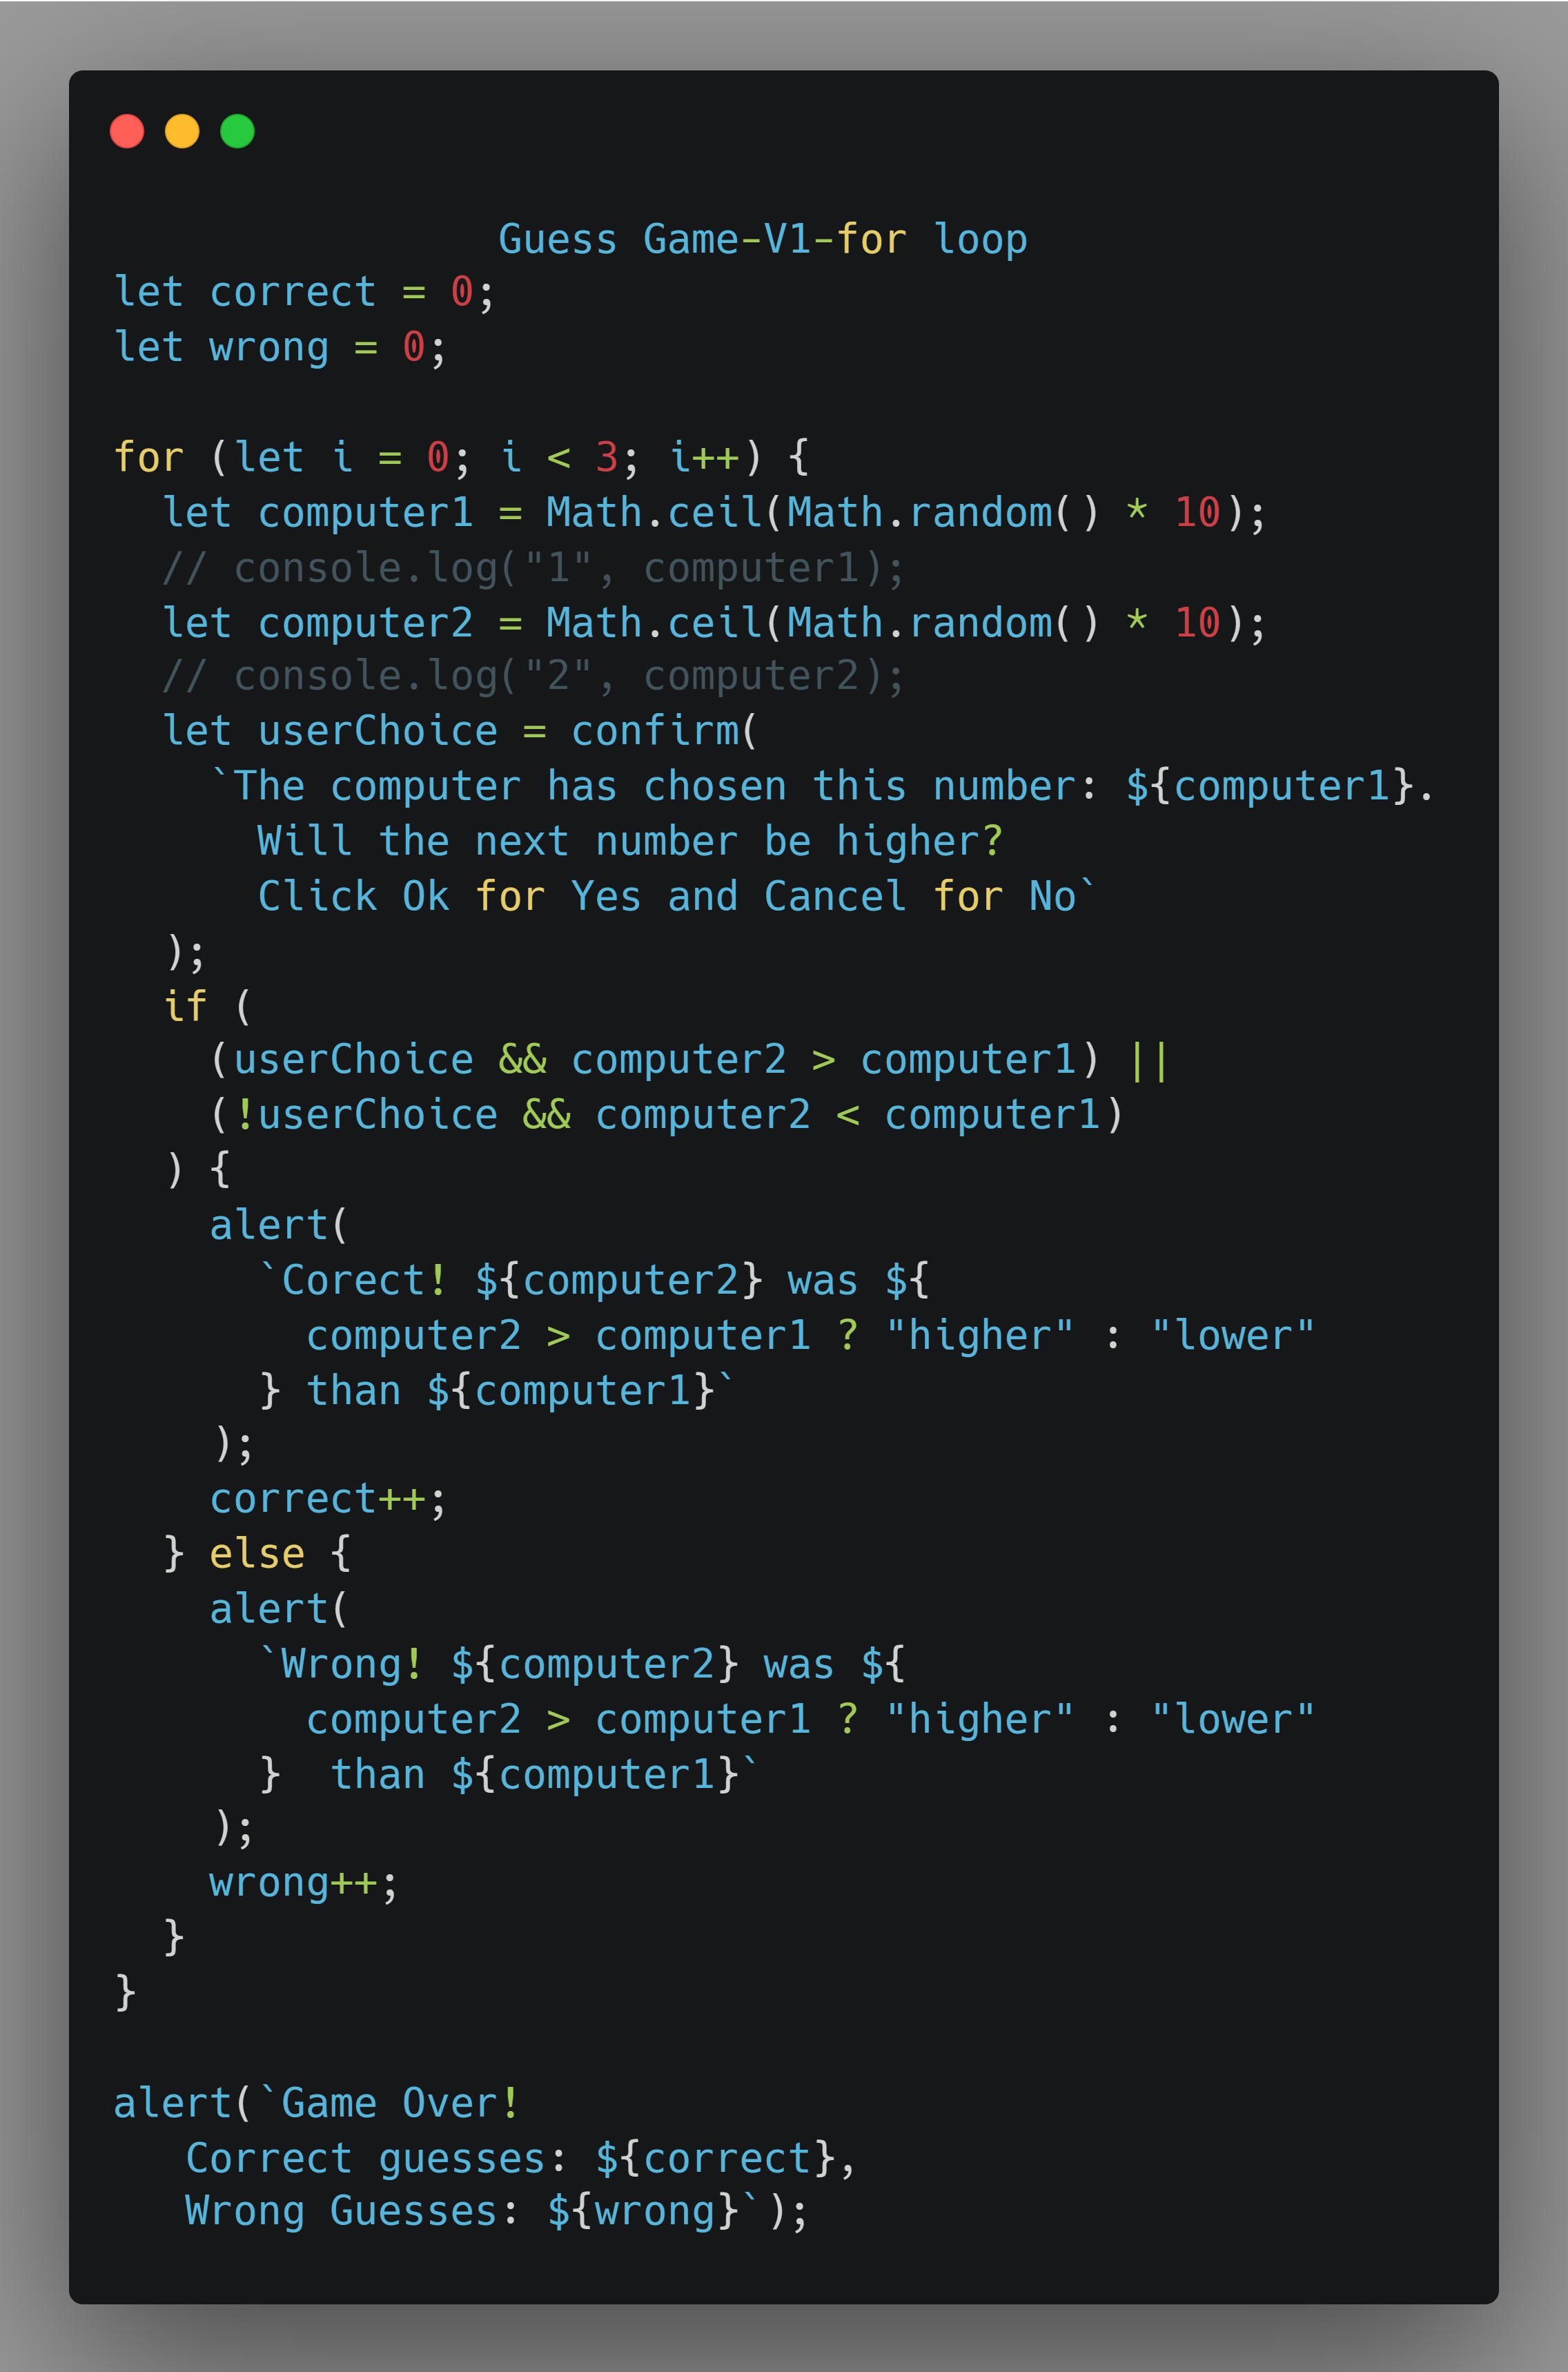 Guess Game-V1-for loop
let correct = 0;
let wrong = 0;
for (let i = 0; i < 3; i++) {
  let computer1 = Math.ceil(Math.random() * 10);
  // console.log("1", computer1);
  let computer2 = Math.ceil(Math.random() * 10);
  // console.log("2", computer2);
  let userChoice = confirm(
    `The computer has chosen this number: ${computer1}.
      Will the next number be higher?
      Click Ok for Yes and Cancel for No`
  );
  if (
    (userChoice && computer2 > computer1) ||
    (!userChoice && computer2 < computer1)
  ) {
    alert(
      `Corect! ${computer2} was ${
        computer2 > computer1 ? "higher" : "lower"
      } than ${computer1}`
    );
    correct++;
  } else {
    alert(
      `Wrong! ${computer2} was ${
        computer2 > computer1 ? "higher" : "lower"
      }  than ${computer1}`
    );
    wrong++;
  }
}
alert(`Game Over!
   Correct guesses: ${correct},
   Wrong Guesses: ${wrong}`);